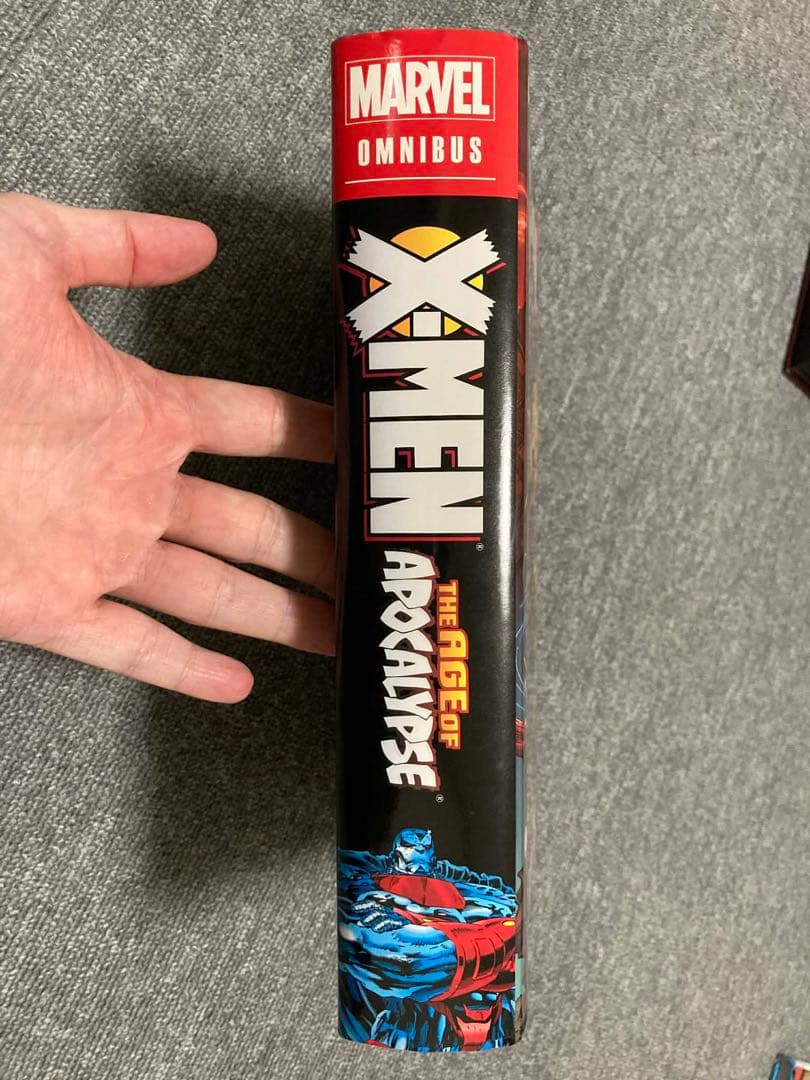 MARVEL
OMNIBUS
X-MEN®
THE AGE OF
APOCALYPSE®